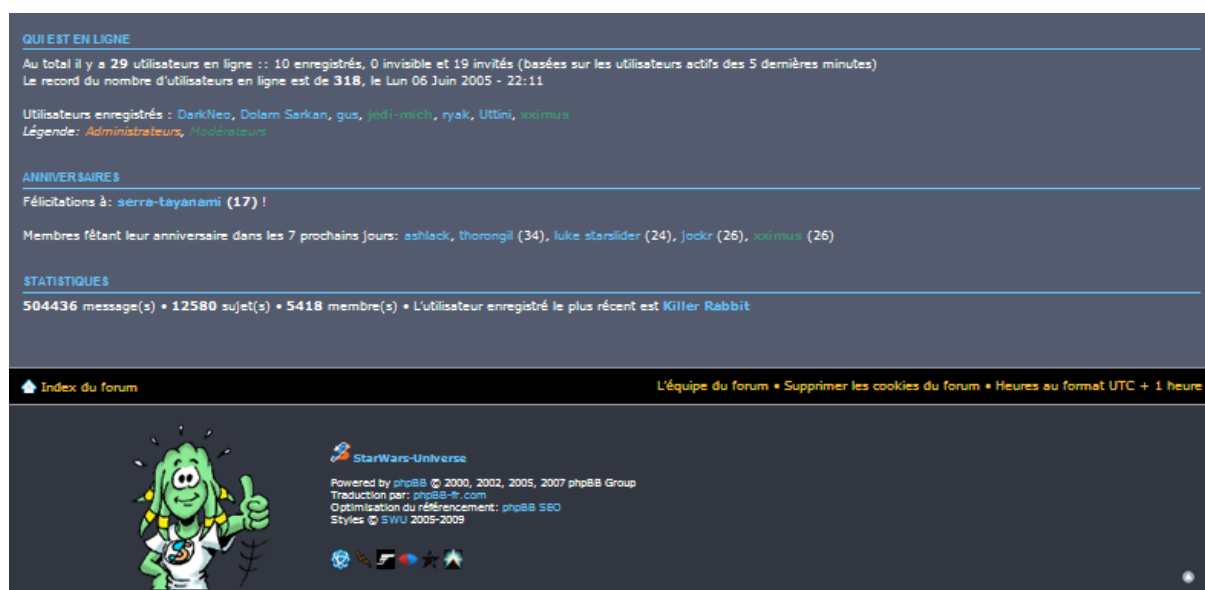 QUI EST EN LIGNE
Au total il y a 29 utilisateurs en ligne :: 10 enregistrés, 0 invisible et 19 invités (basées sur les utilisateurs actifs des 5 dernières minutes)
Le record du nombre d'utilisateurs en ligne est de 318, le Lun 06 Juin 2005 - 22:11
Utilisateurs enregistrés : DarkNeo, Dolam Sarkan, gus, jedi-mich, ryak, Uttini, xximus
Légende: Administrateurs, Modérateurs
ANNIVERSAIRES
Félicitations à: serra-tayanami (17) !
Membres fêtant leur anniversaire dans les 7 prochains jours: ashlack, thorongil (34), luke starslider (24), jockr (26), xximus (26)
STATISTIQUES
504436 message(s) • 12580 sujet(s) • 5418 membre(s) • L'utilisateur enregistré le plus récent est Killer Rabbit
Index du forum
L'équipe du forum • Supprimer les cookies du forum • Heures au format UTC + 1 heure
StarWars-Universe
Powered by phpBB © 2000, 2002, 2005, 2007 phpBB Group
Traduction par: phpBB-fr.com
Optimisation du référencement: phpBB SEO
Styles © SWU 2005-2009